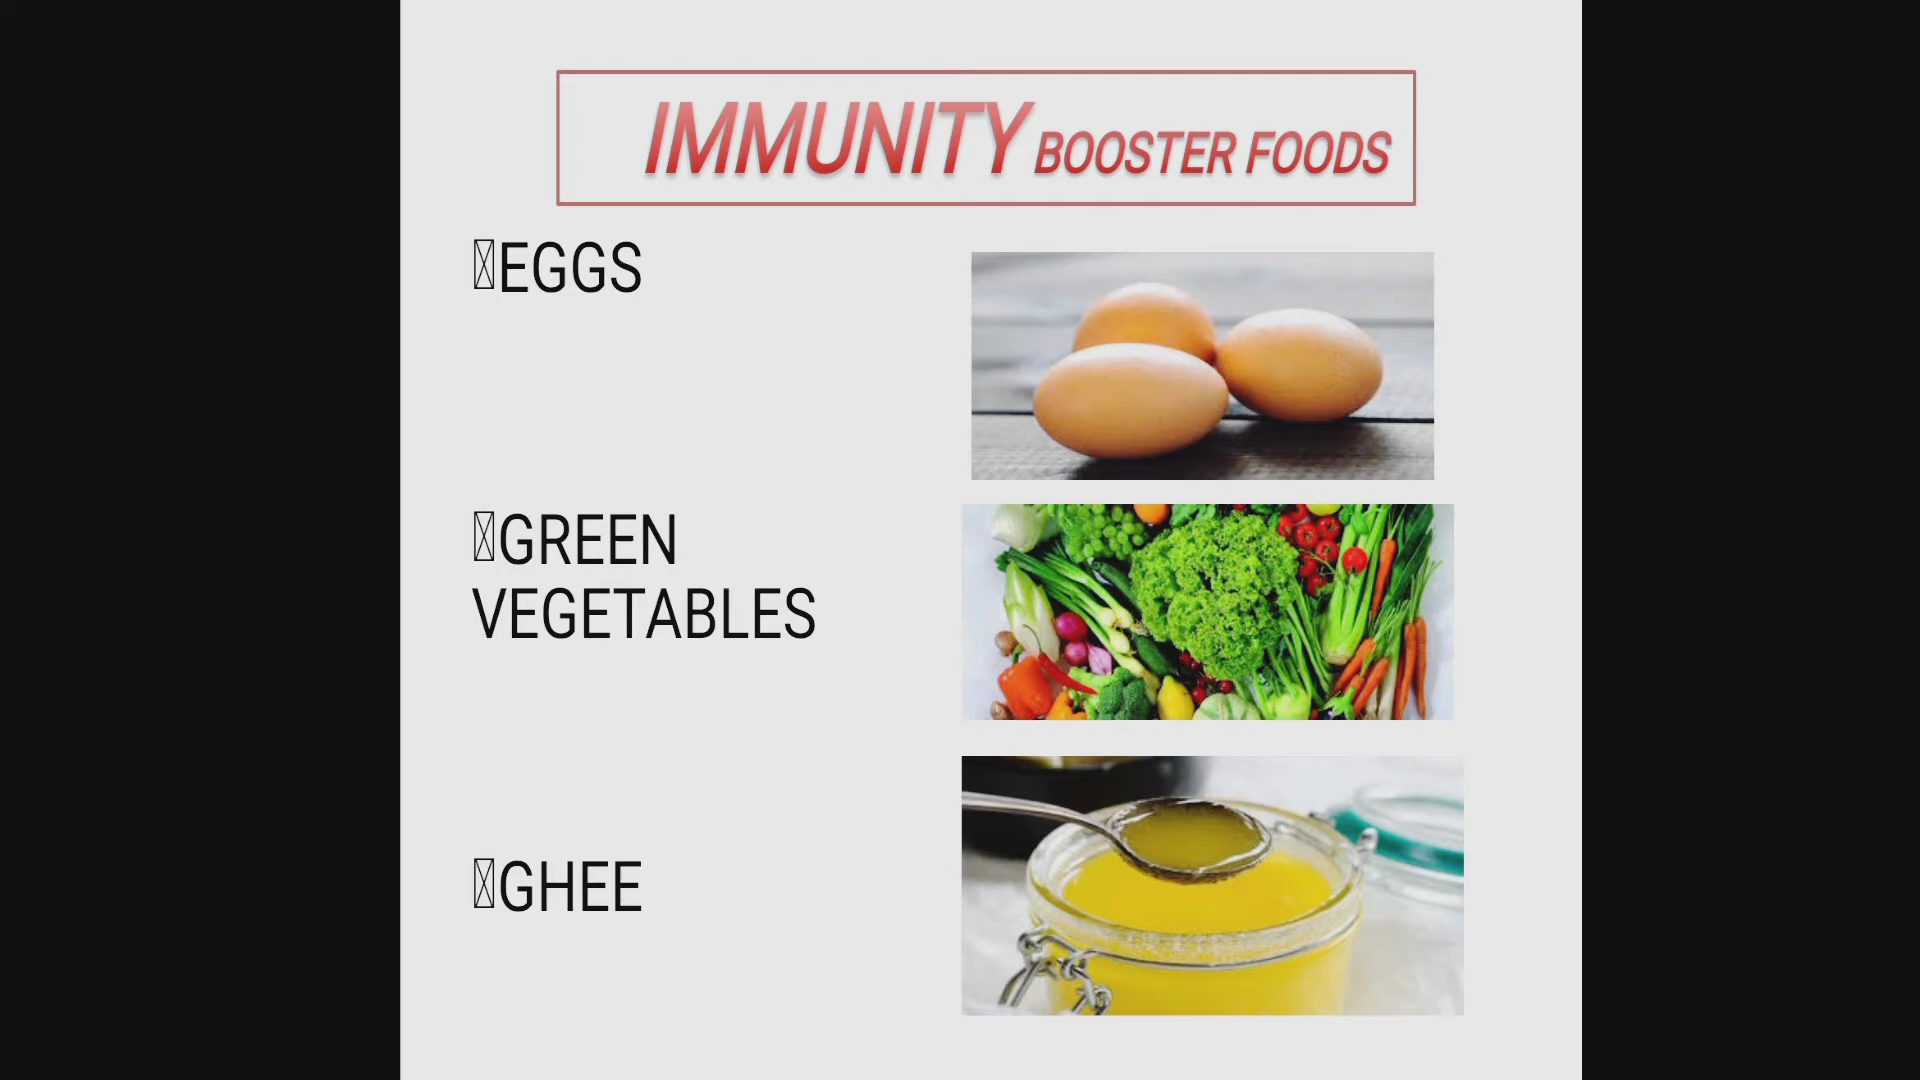 IMMUNITY BOOSTER FOODS
EGGS
GREEN
VEGETABLES
GHEE